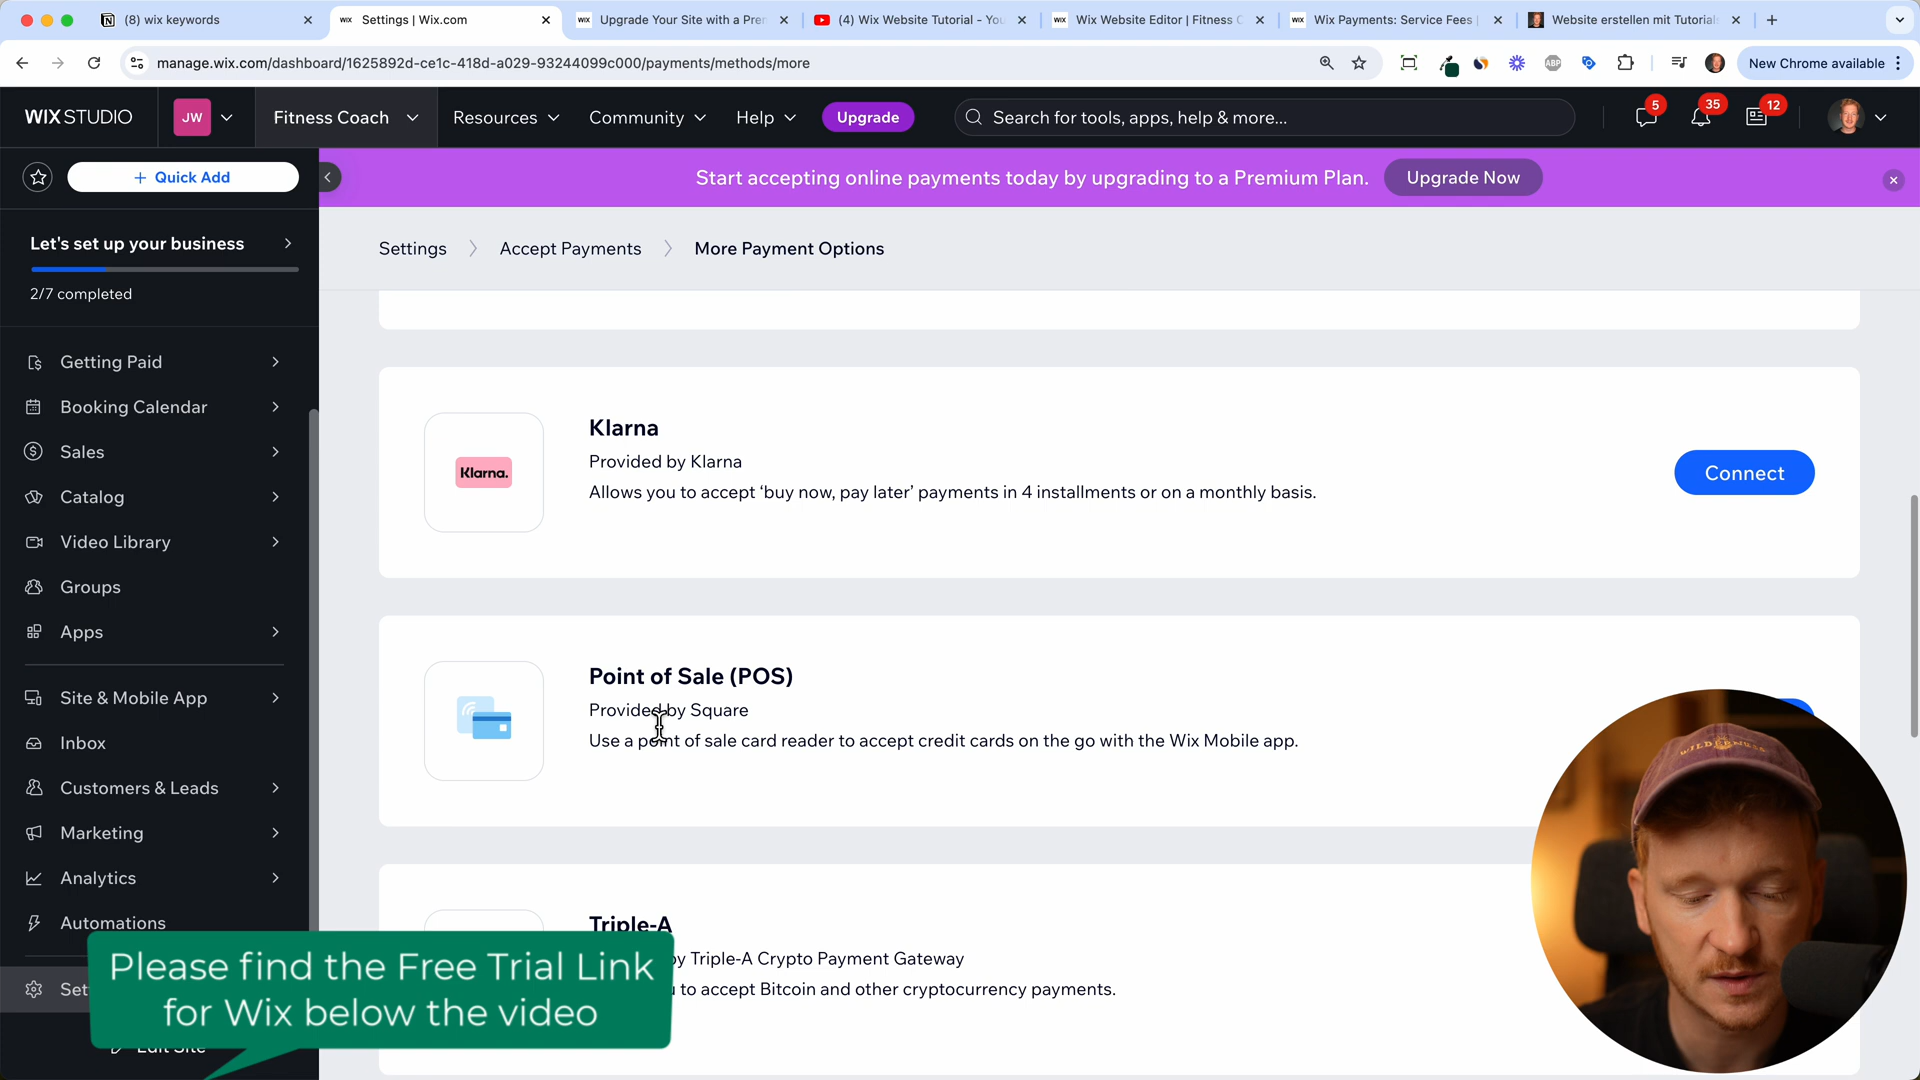 (8) wix keywords
Settings | Wix.com
Upgrade Your Site with a Prem
(4) Wix Website Tutorial - You
Wix Website Editor | Fitness C
Wix Payments: Service Fees |
Website erstellen mit Tutorials
manage.wix.com/dashboard/1625892d-ce1c-418d-a029-93244099c000/payments/methods/more
ABP
New Chrome available
WIX STUDIO
JW
Fitness Coach
Resources
Community
Help
Upgrade
Search for tools, apps, help & more...
5
35
12
Quick Add
Start accepting online payments today by upgrading to a Premium Plan.
Upgrade Now
Let's set up your business
2/7 completed
Settings
Accept Payments
More Payment Options
Getting Paid
Booking Calendar
Sales
Catalog
Video Library
Groups
Apps
Site & Mobile App
Inbox
Customers & Leads
Marketing
Analytics
Automations
Klarna.
Klarna
Provided by Klarna
Allows you to accept ‘buy now, pay later’ payments in 4 installments or on a monthly basis.
Connect
Point of Sale (POS)
Provided by Square
Use a point of sale card reader to accept credit cards on the go with the Wix Mobile app.
Triple-A
by Triple-A Crypto Payment Gateway
to accept Bitcoin and other cryptocurrency payments.
Please find the Free Trial Link
for Wix below the video
Edit Site
WILDERNESS